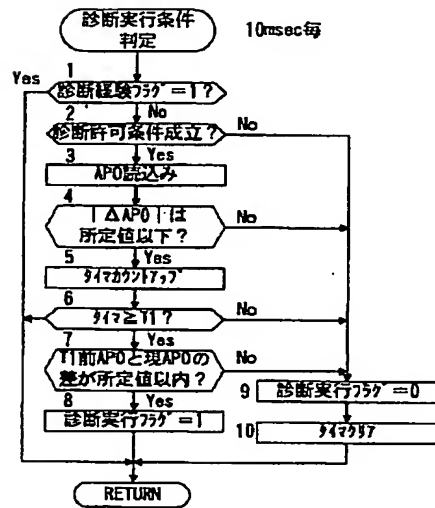 診断実行条件
判定
10msec毎
1
Yes
診断経験フラグ=1?
No
2
診断許可条件成立?
No
Yes
3
APO読込み
4
|ΔAPO|は
所定値以下?
No
Yes
5
タイマカウントアップ
6
タイマ≧T1?
No
Yes
7
T1前APOと現APOの
差が所定値以内?
No
Yes
8
診断実行フラグ=1
9
診断実行フラグ=0
10
タイマクリア
RETURN